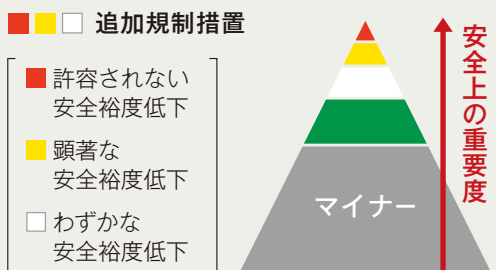 追加規制措置
許容されない
安全裕度低下
顕著な
安全裕度低下
わずかな
安全裕度低下
マイナー
安全上の重要度